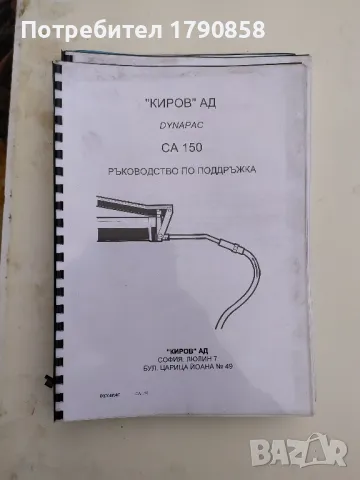 Потребител 1790858
"КИРОВ" АД
DYNAPAC
CA 150
РЪКОВОДСТВО ПО ПОДДРЪЖКА
"КИРОВ" АД
СОФИЯ, ЛЮЛИН 7
БУЛ. ЦАРИЦА ЙОАНА № 49
BAZAR